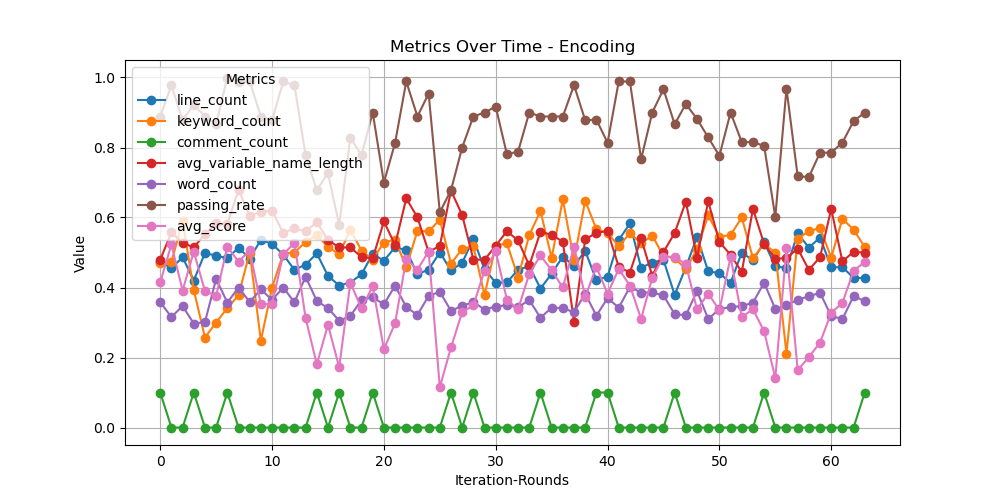 Metrics Over Time - Encoding
Metrics
line_count
keyword_count
comment_count
avg_variable_name_length
word_count
passing_rate
avg_score
Value
1.0
0.8
0.6
0.4
0.2
0.0
0 10 20 30 40 50 60
Iteration-Rounds